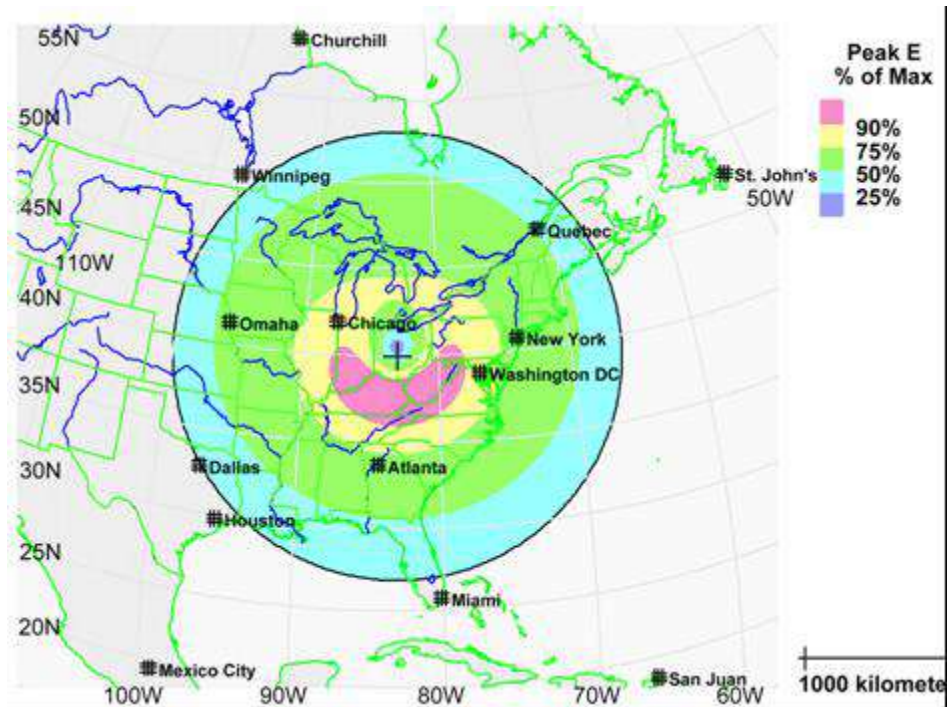 55N
Churchill
Peak E
% of Max
50N
90%
75%
50%
25%
Winnipeg
St. John's
50W
45N
Quebec
110W
40N
Omaha
Chicago
New York
35N
Washington DC
30N
Dallas
Atlanta
Houston
25N
Miami
20N
Mexico City
San Juan
1000 kilomete
100W
90W
80W
70W
60W